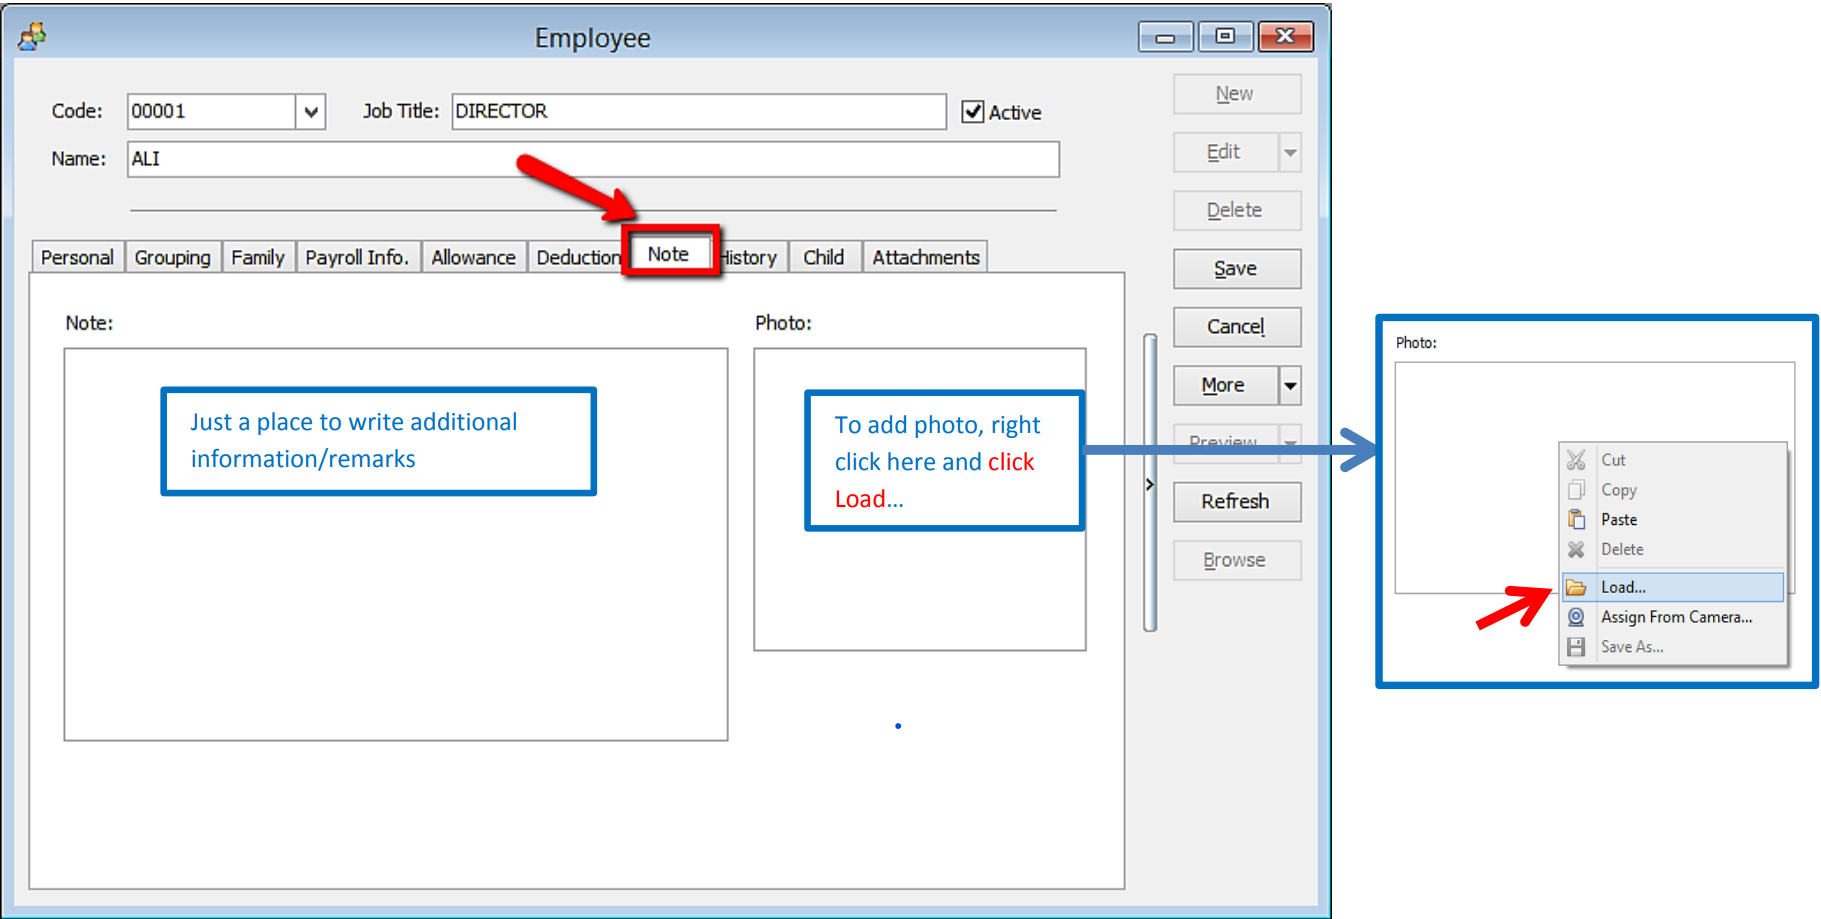 Employee
Code: 00001 Job Title: DIRECTOR Active
Name: ALI
New
Edit
Delete
Save
Cancel
More
Preview
Refresh
Browse
Personal Grouping Family Payroll Info. Allowance Deduction Note History Child Attachments
Note:
Just a place to write additional
information/remarks
Photo:
To add photo, right
click here and click
Load...
Photo:
Cut
Copy
Paste
Delete
Load...
Assign From Camera...
Save As...